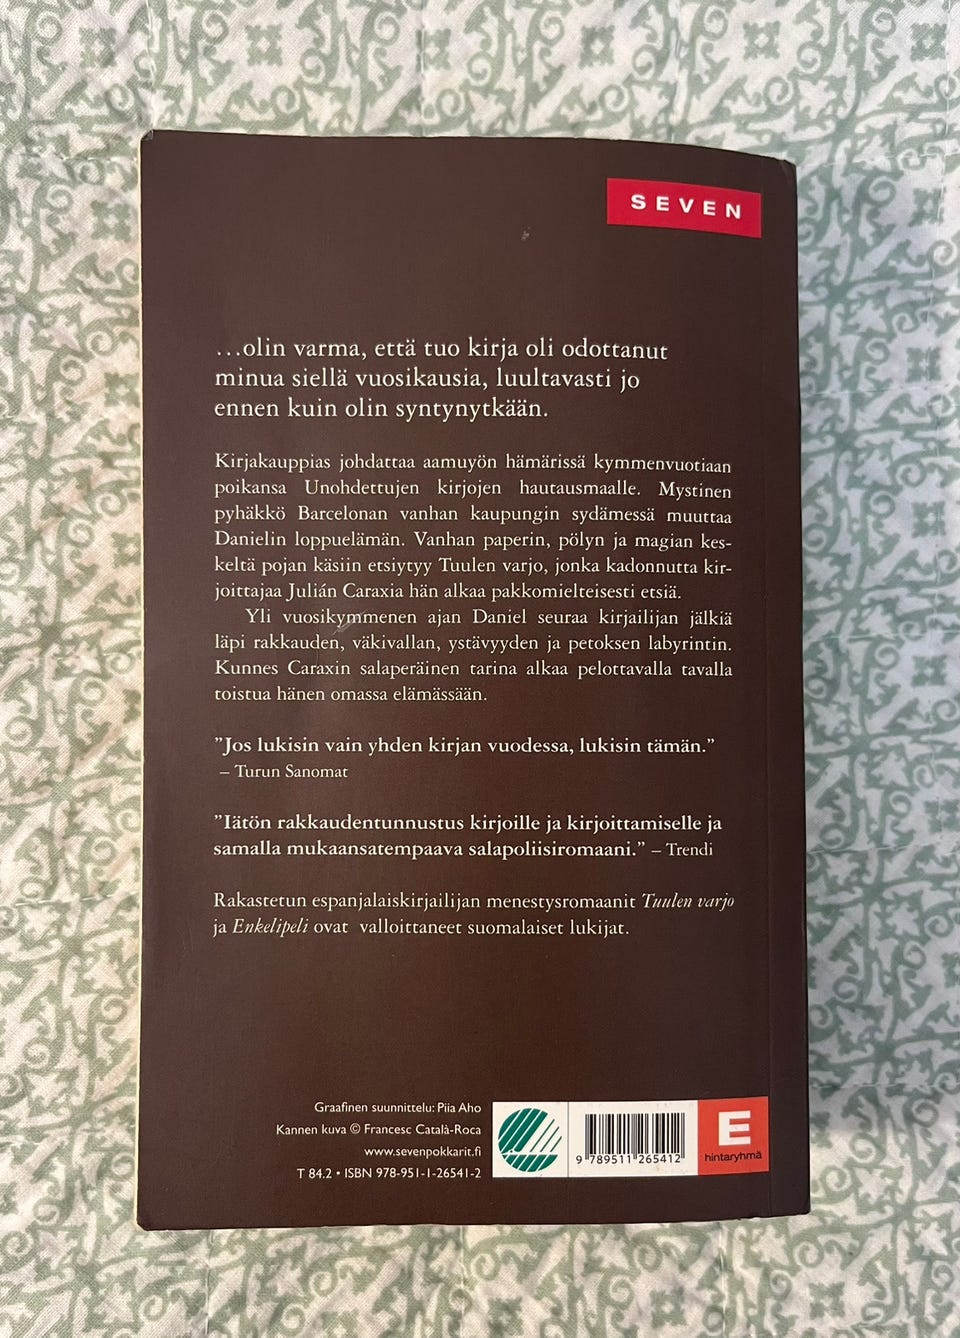 SEVEN
...olin varma, että tuo kirja oli odottanut
minua siellä vuosikausia, luultavasti jo
ennen kuin olin syntynytkään.
Kirjakauppias johdattaa aamuyön hämärissä kymmenvuotiaan
poikansa Unohdettujen kirjojen hautausmaalle. Mystinen
pyhäkkö Barcelonan vanhan kaupungin sydämessä muuttaa
Danielin loppuelämän. Vanhan paperin, pölyn ja magian kes-
keltä pojan käsiin etsiytyy Tuulen varjo, jonka kadonnutta kir-
joittajaa Julián Caraxia hän alkaa pakkomielteisesti etsiä.
Yli vuosikymmenen ajan Daniel seuraa kirjailijan jälkiä
läpi rakkauden, väkivallan, ystävyyden ja petoksen labyrintin.
Kunnes Caraxin salaperäinen tarina alkaa pelottavalla tavalla
toistua hänen omassa elämässään.
"Jos lukisin vain yhden kirjan vuodessa, lukisin tämän."
– Turun Sanomat
"Iätön rakkaudentunnustus kirjoille ja kirjoittamiselle ja
samalla mukaansatempaava salapoliisiromaani." – Trendi
Rakastetun espanjalaiskirjailijan menestysromaanit Tuulen varjo
ja Enkelipeli ovat valloittaneet suomalaiset lukijat.
Graafinen suunnittelu: Piia Aho
Kannen kuva © Francesc Català-Roca
www.sevenpokkarit.fi
T 84.2 • ISBN 978-951-1-26541-2
9 789511 265412
E
hintaryhmä